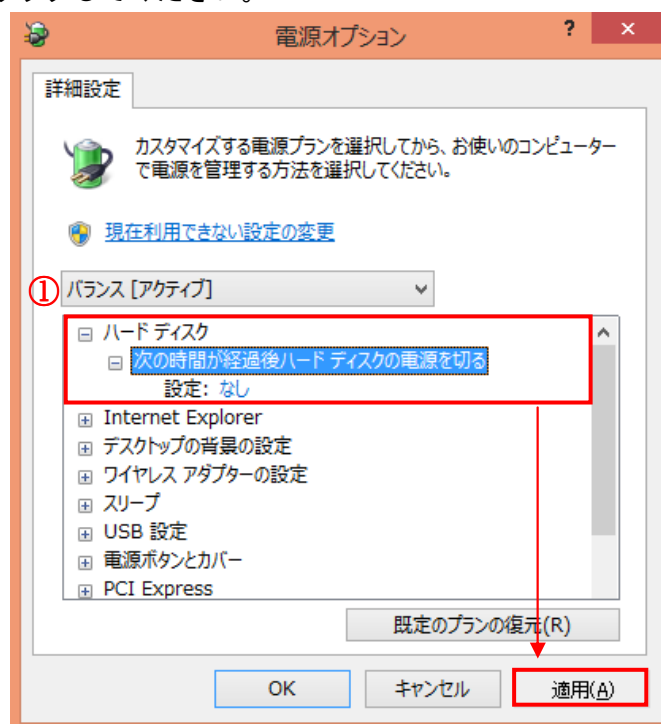 電源オプション ? ×
詳細設定
カスタマイズする電源プランを選択してから、お使いのコンピューター
で電源を管理する方法を選択してください。
現在利用できない設定の変更
① バランス [アクティブ]
ハード ディスク
次の時間が経過後ハード ディスクの電源を切る
設定: なし
Internet Explorer
デスクトップの背景の設定
ワイヤレス アダプターの設定
スリープ
USB 設定
電源ボタンとカバー
PCI Express
既定のプランの復元(R)
OK キャンセル 適用(A)